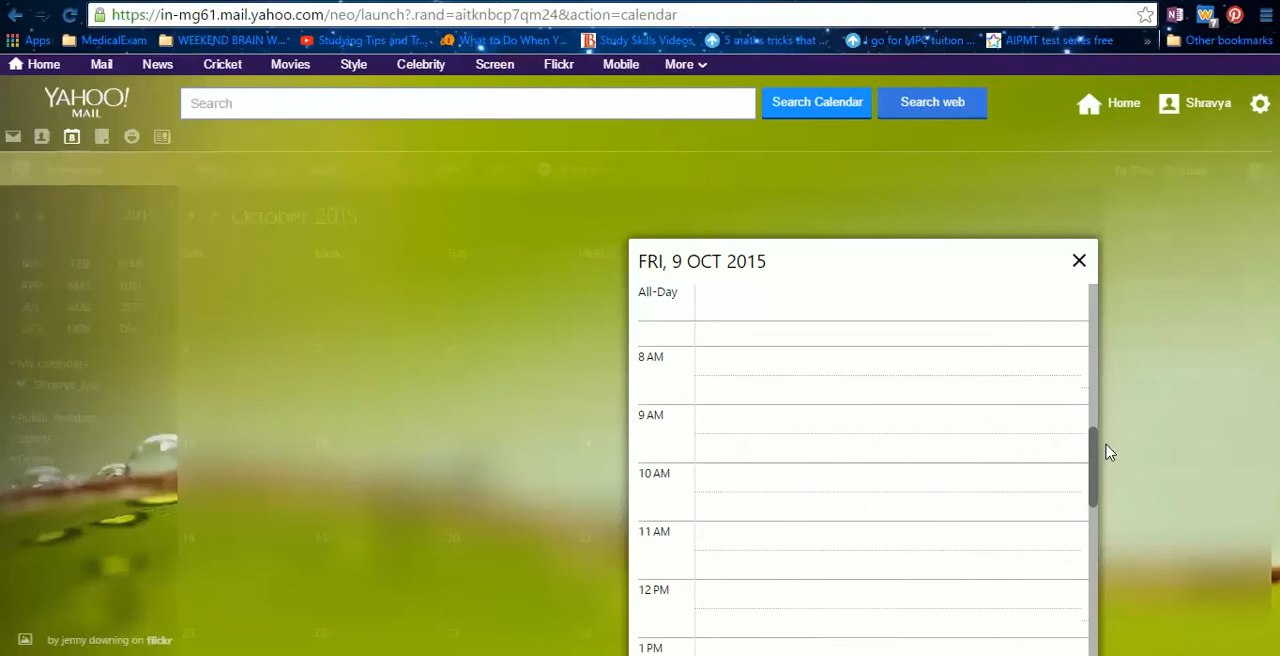 https://in-mg61.mail.yahoo.com/neo/launch?.rand=aitknbcp7qm24&action=calendar
Apps MedicalExam WEEKEND BRAIN W... Studying Tips and Tr... What to Do When Y... Study Skills Videos 5 maths tricks that ... I go for MPC tuition ... AIPMT test series free » Other bookmarks
Home Mail News Cricket Movies Style Celebrity Screen Flickr Mobile More
YAHOO!
MAIL
Search
Search Calendar
Search web
Home
Shravya
8
October 2015
2015
FRI, 9 OCT 2015
All-Day
8 AM
9 AM
10 AM
11 AM
12 PM
1 PM
by jenny downing on flickr